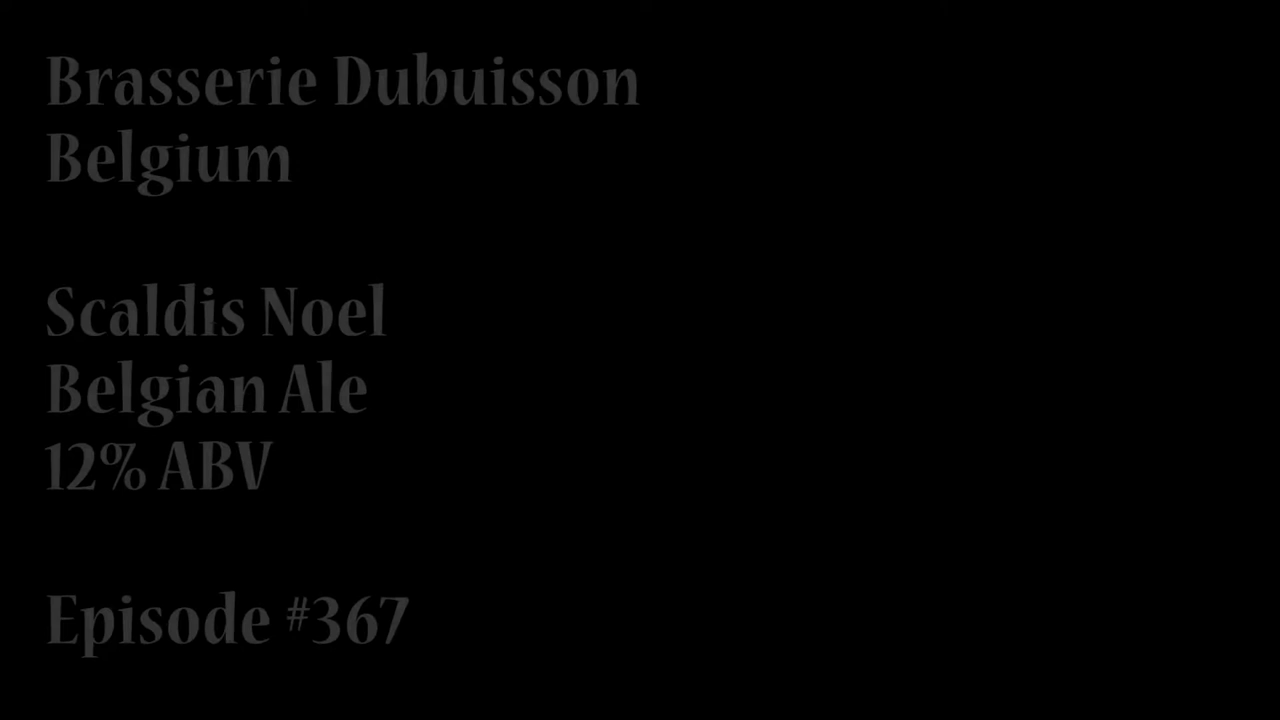 Brasserie Dubuisson
Belgium
Scaldis Noel
Belgian Ale
12% ABV
Episode #367